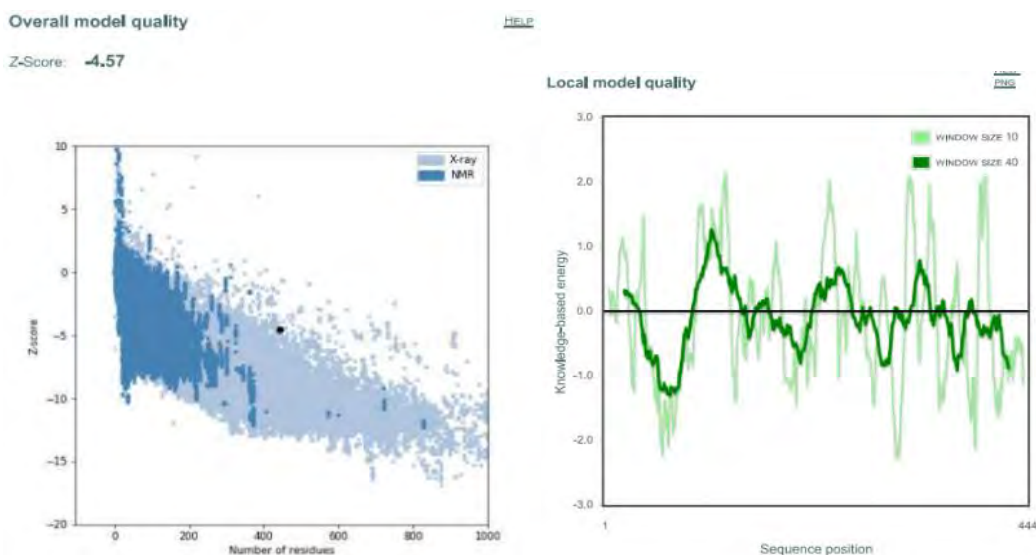 Overall model quality
HELP
Z-Score: -4.57
10
5
0
-5
-10
-15
-20
Z-score
X-ray
NMR
0
200
400
600
800
1000
Number of residues
Local model quality
PNG
3.0
2.0
1.0
0.0
-1.0
-2.0
-3.0
Knowledge-based energy
WINDOW SIZE 10
WINDOW SIZE 40
1
444
Sequence position